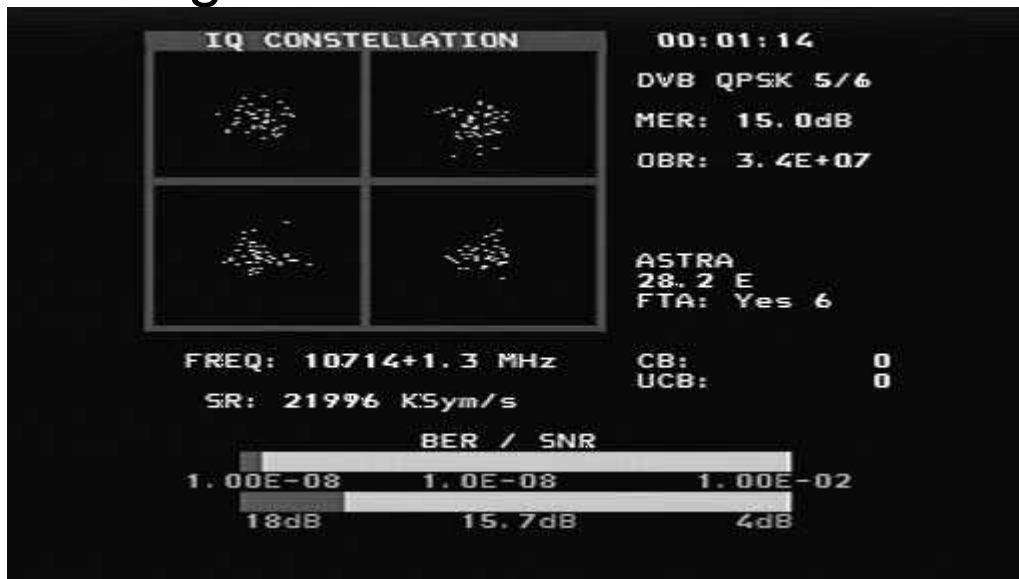 IQ CONSTELLATION 00:01:14
DVB QPSK 5/6
MER: 15.0dB
OBR: 3.4E+07
ASTRA
28.2 E
FTA: Yes 6
FREQ: 10714+1.3 MHz
CB: 0
UCB: 0
SR: 21996 KSym/s
BER / SNR
1.00E-08 1.0E-08 1.00E-02
18dB 15.7dB 4dB